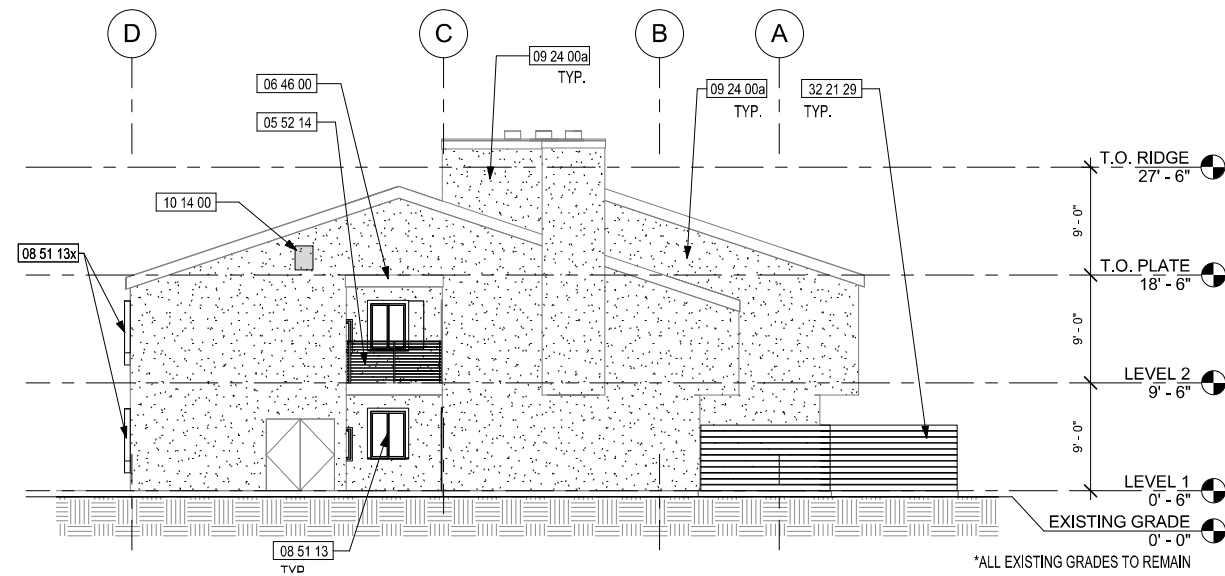 D
C
B
A
09 24 00a
TYP.
06 46 00
09 24 00a
TYP.
32 21 29
TYP.
05 52 14
T.O. RIDGE
27' - 6"
10 14 00
9' - 0"
08 51 13x
T.O. PLATE
18' - 6"
9' - 0"
LEVEL 2
9' - 6"
9' - 0"
LEVEL 1
0' - 6"
EXISTING GRADE
0' - 0"
08 51 13
TYP.
*ALL EXISTING GRADES TO REMAIN